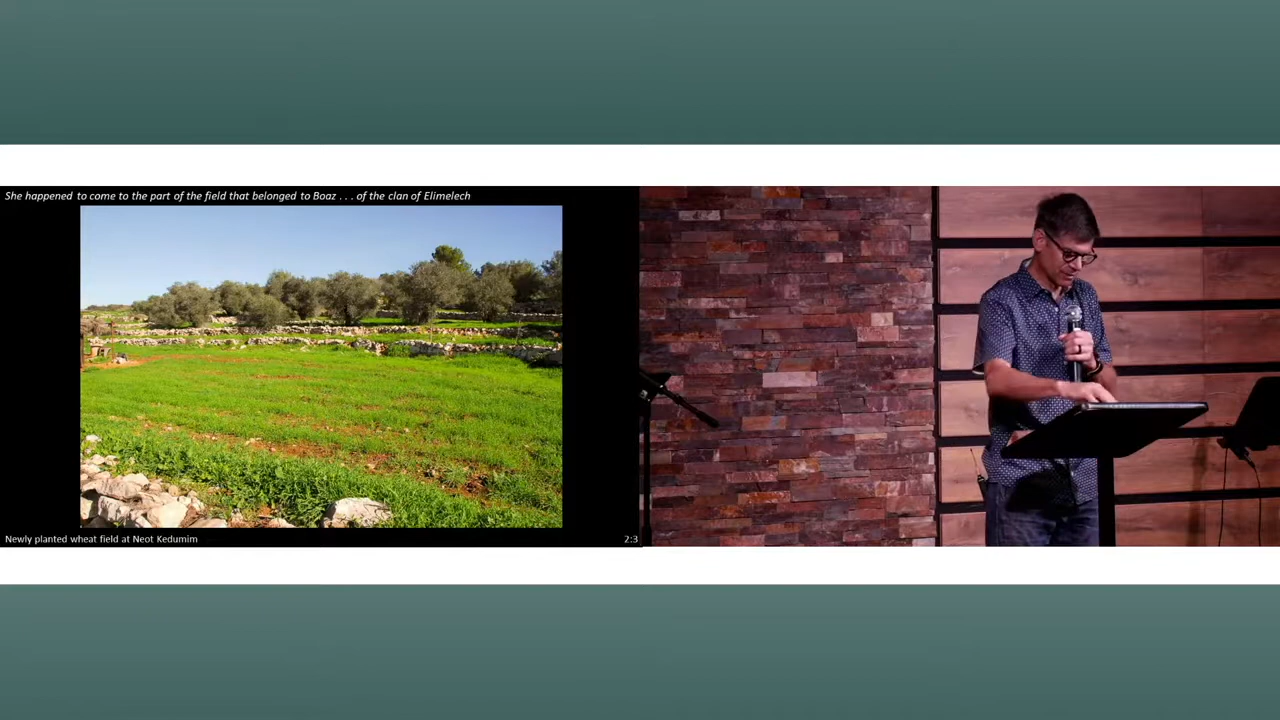 She happened to come to the part of the field that belonged to Boaz . . . of the clan of Elimelech
Newly planted wheat field at Neot Kedumim
2:3